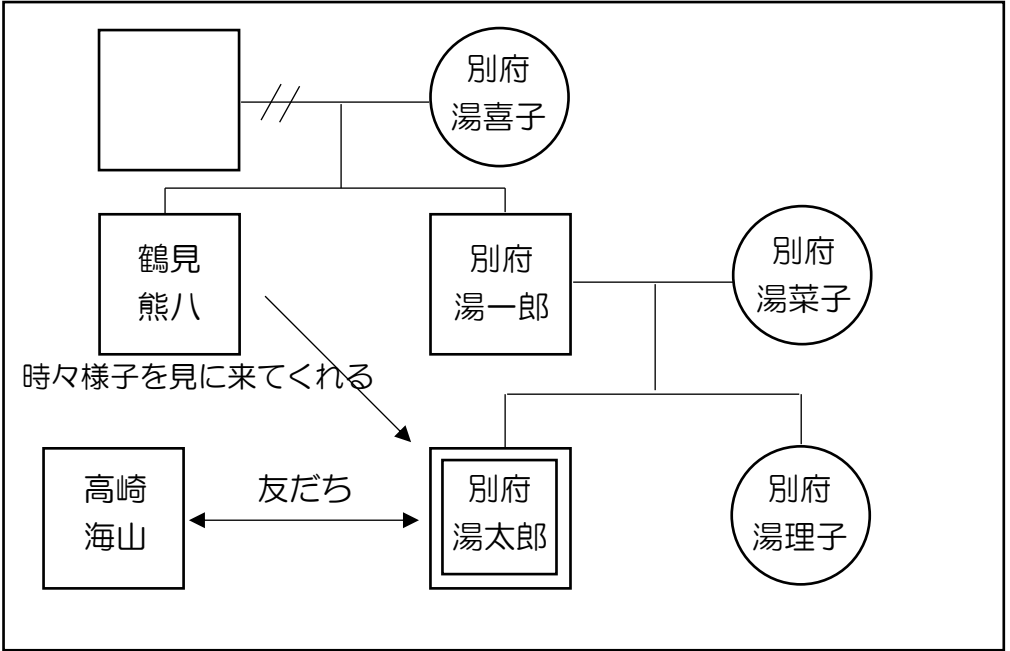 別府
湯喜子
鶴見
熊八
別府
湯一郎
別府
湯菜子
時々様子を見に来てくれる
高崎
海山
友だち
別府
湯太郎
別府
湯理子